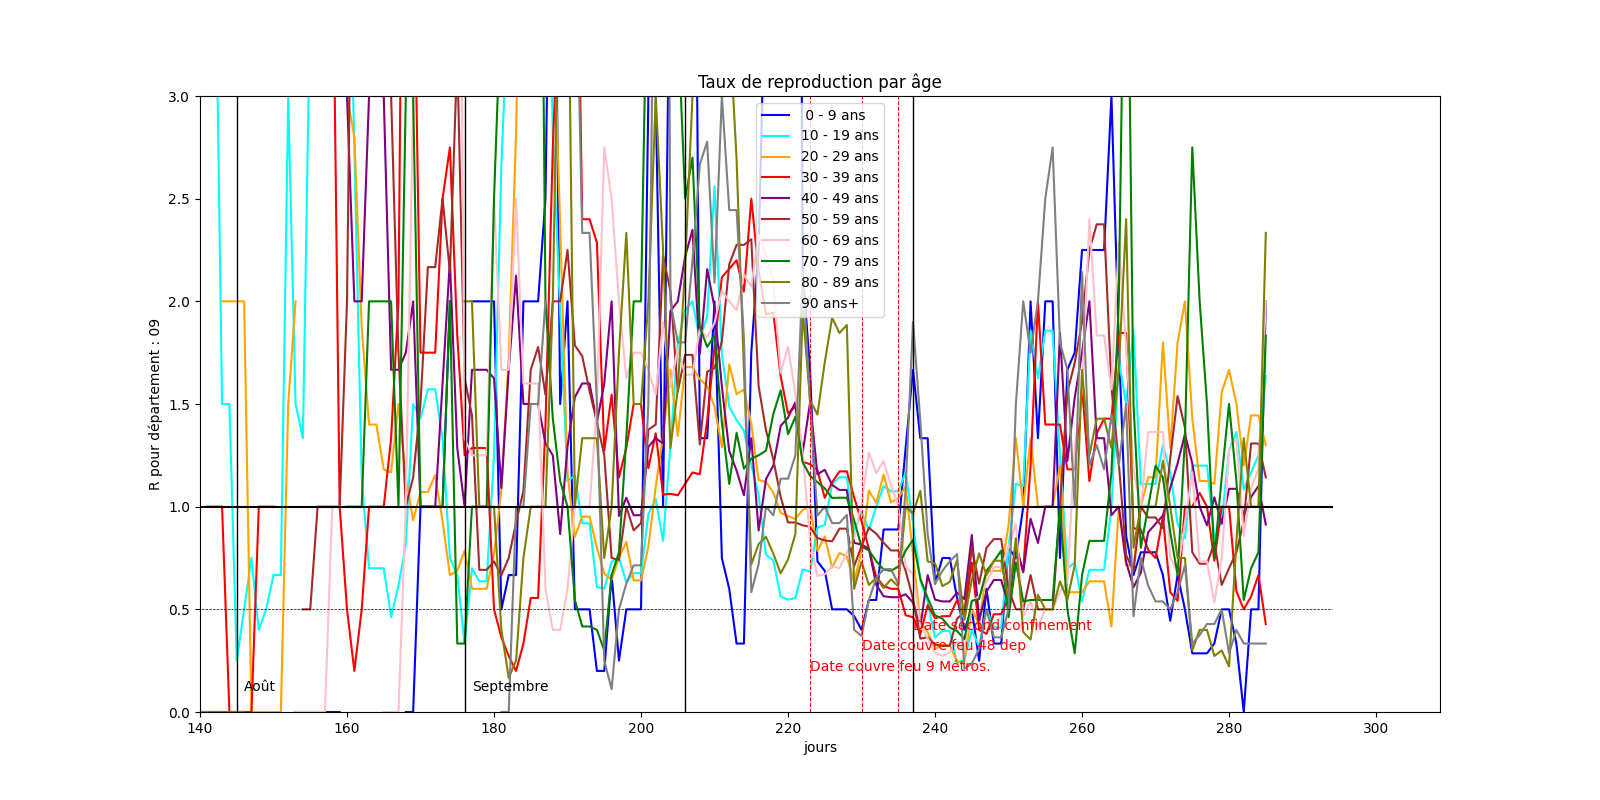 Taux de reproduction par âge
R pour département : 09
3.0
2.5
2.0
1.5
1.0
0.5
0.0
0 - 9 ans
10 - 19 ans
20 - 29 ans
30 - 39 ans
40 - 49 ans
50 - 59 ans
60 - 69 ans
70 - 79 ans
80 - 89 ans
90 ans+
Date second confinement
Date couvre feu 48 dep
Date couvre feu 9 Métros.
Août
Septembre
140 160 180 200 220 240 260 280 300
jours